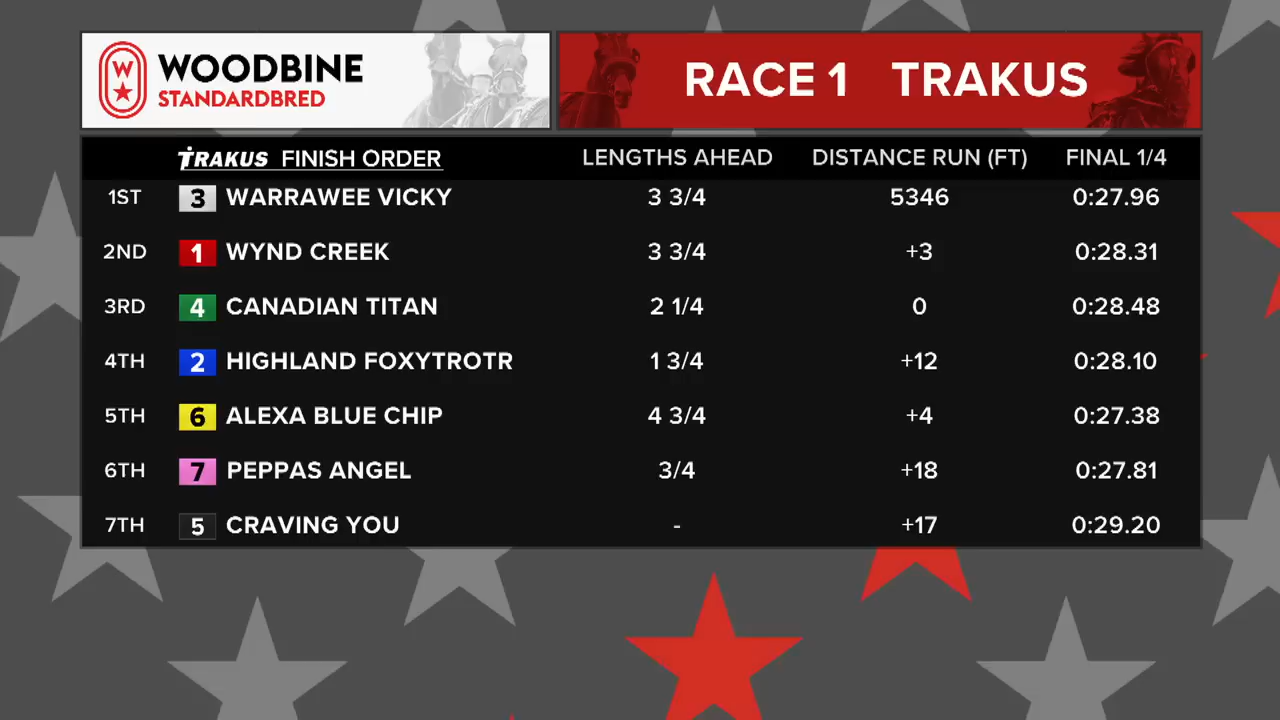 W
WOODBINE
STANDARDBRED
RACE 1 TRAKUS
TRAKUS FINISH ORDER LENGTHS AHEAD DISTANCE RUN (FT) FINAL 1/4
1ST 3 WARRAWEE VICKY 3 3/4 5346 0:27.96
2ND 1 WYND CREEK 3 3/4 +3 0:28.31
3RD 4 CANADIAN TITAN 2 1/4 0 0:28.48
4TH 2 HIGHLAND FOXYTROTR 1 3/4 +12 0:28.10
5TH 6 ALEXA BLUE CHIP 4 3/4 +4 0:27.38
6TH 7 PEPPAS ANGEL 3/4 +18 0:27.81
7TH 5 CRAVING YOU - +17 0:29.20